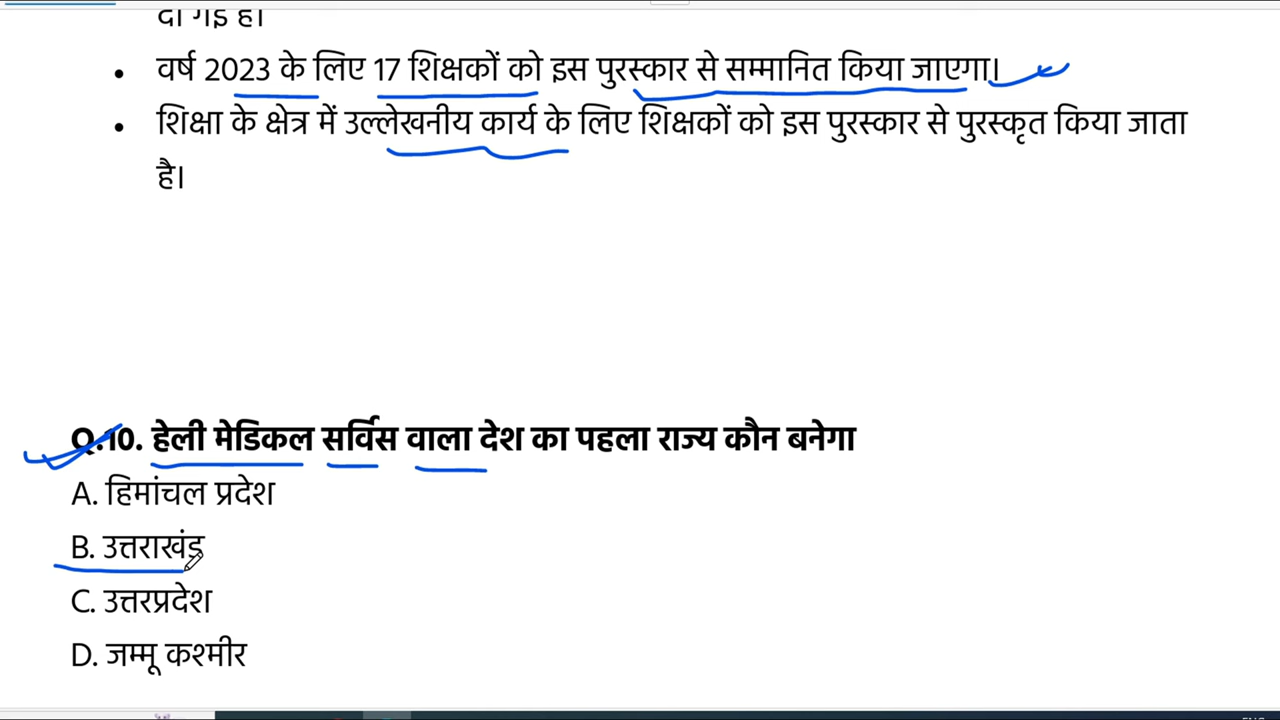 दी गई है।
• वर्ष 2023 के लिए 17 शिक्षकों को इस पुरस्कार से सम्मानित किया जाएगा।
• शिक्षा के क्षेत्र में उल्लेखनीय कार्य के लिए शिक्षकों को इस पुरस्कार से पुरस्कृत किया जाता
है।
Q.10. हेली मेडिकल सर्विस वाला देश का पहला राज्य कौन बनेगा
A. हिमांचल प्रदेश
B. उत्तराखंड
C. उत्तरप्रदेश
D. जम्मू कश्मीर